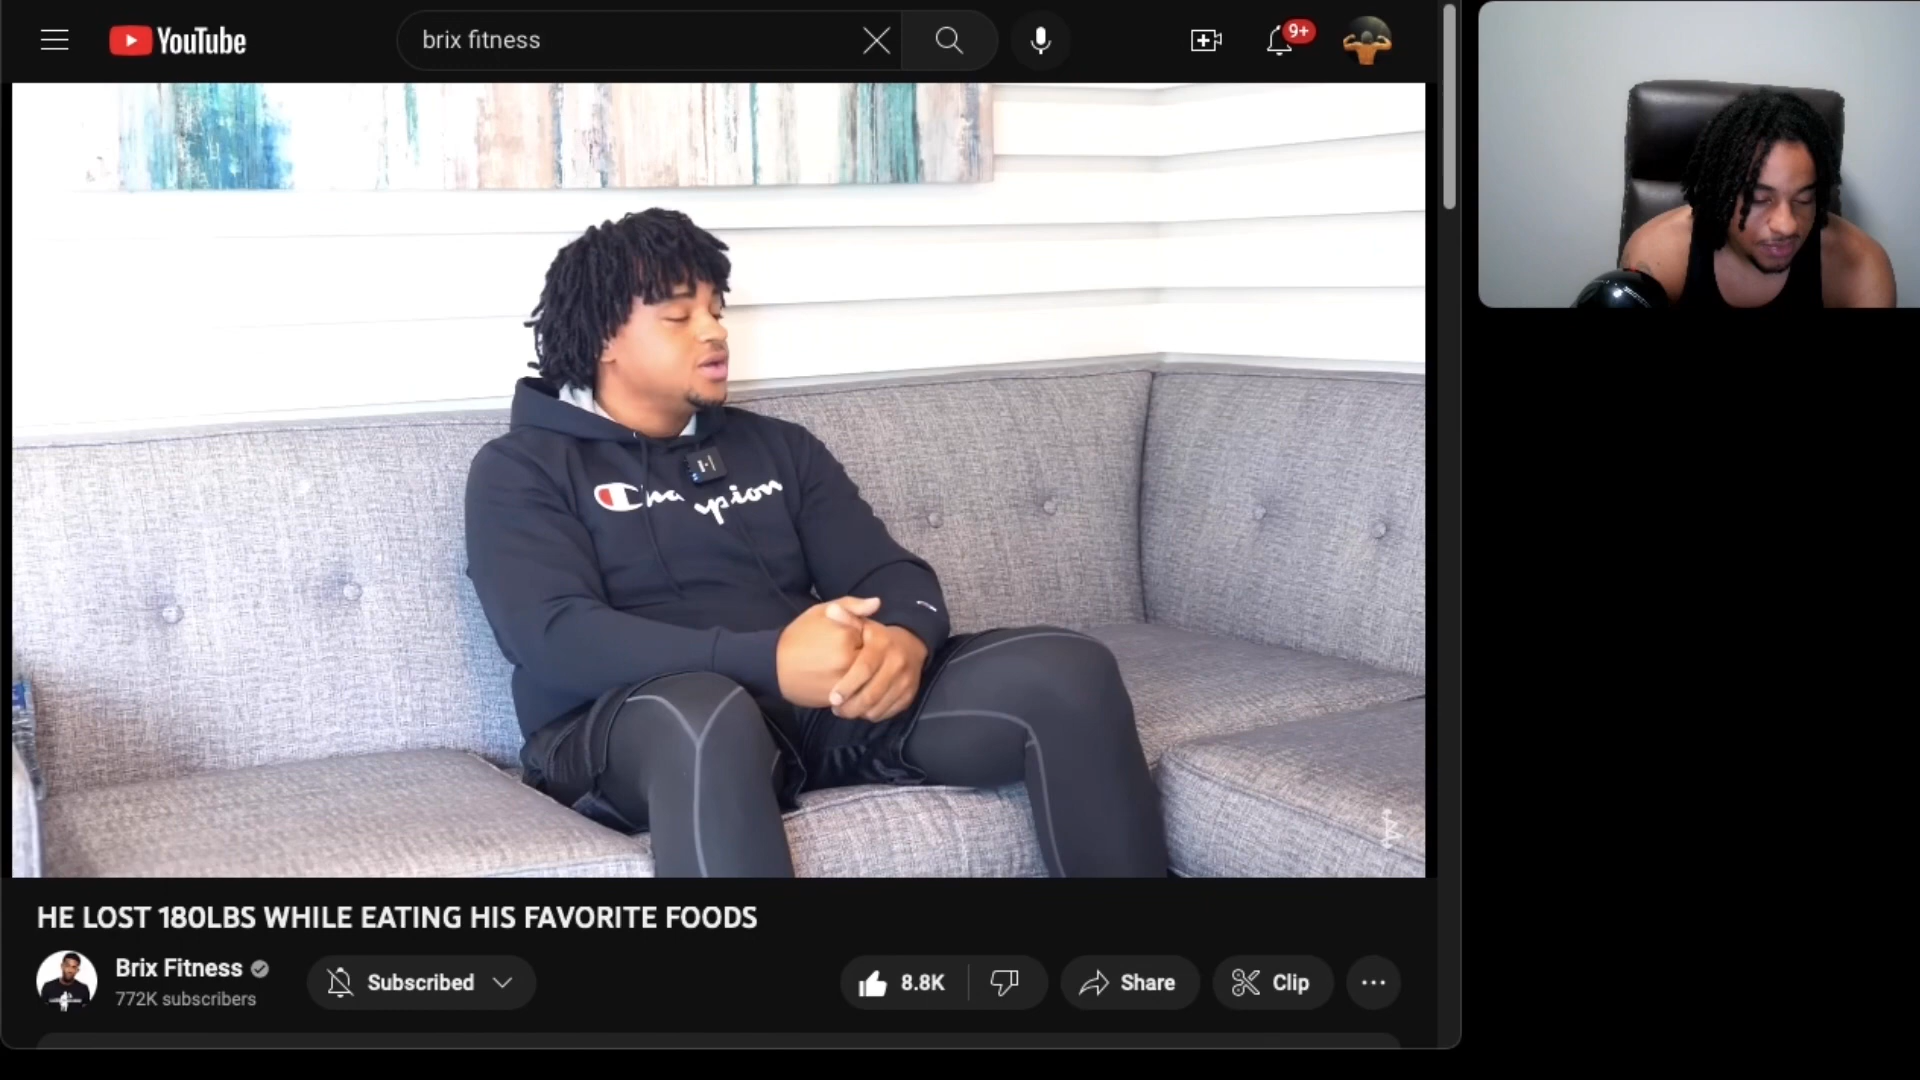 YouTube
brix fitness
9+
Champion
HE LOST 180LBS WHILE EATING HIS FAVORITE FOODS
Brix Fitness
772K subscribers
Subscribed
8.8K
Share
Clip